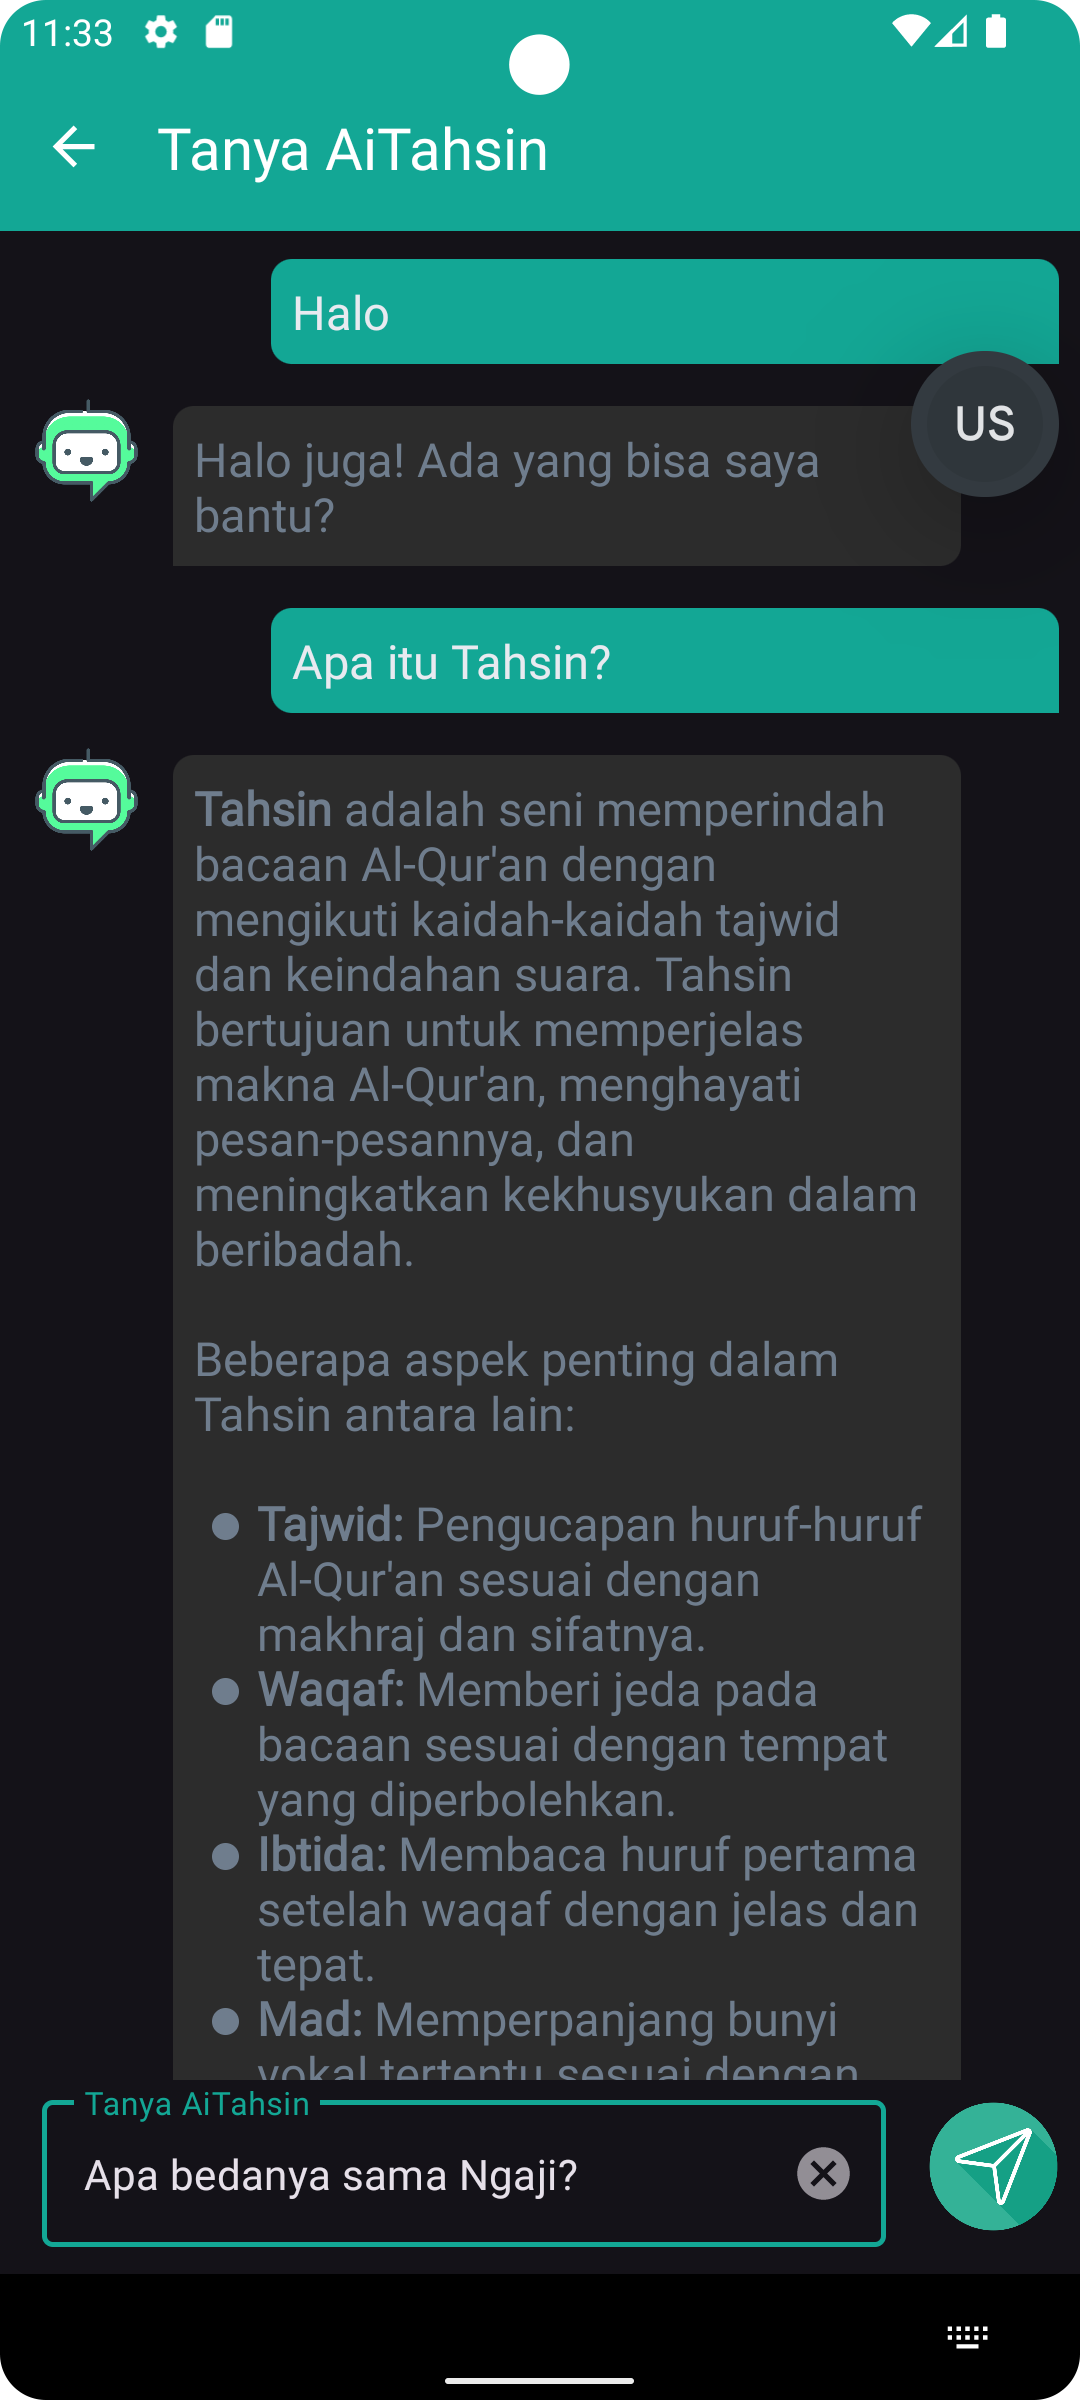 11:33
Tanya AiTahsin
Halo
US
Halo juga! Ada yang bisa saya
bantu?
Apa itu Tahsin?
Tahsin adalah seni memperindah
bacaan Al-Qur'an dengan
mengikuti kaidah-kaidah tajwid
dan keindahan suara. Tahsin
bertujuan untuk memperjelas
makna Al-Qur'an, menghayati
pesan-pesannya, dan
meningkatkan kekhusyukan dalam
beribadah.
Beberapa aspek penting dalam
Tahsin antara lain:
Tajwid: Pengucapan huruf-huruf
Al-Qur'an sesuai dengan
makhraj dan sifatnya.
Waqaf: Memberi jeda pada
bacaan sesuai dengan tempat
yang diperbolehkan.
Ibtida: Membaca huruf pertama
setelah waqaf dengan jelas dan
tepat.
Mad: Memperpanjang bunyi
vokal tertentu sesuai dengan
Tanya AiTahsin
Apa bedanya sama Ngaji?